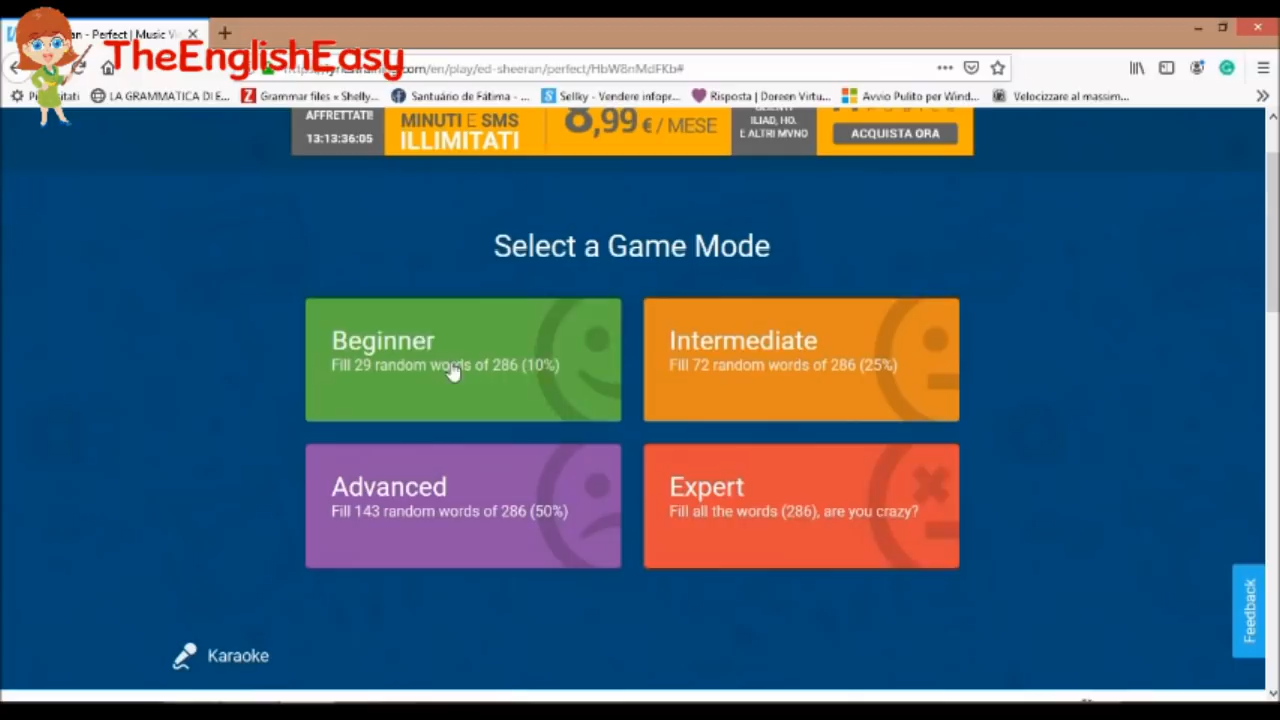 an - Perfect | Music V
TheEnglishEasy
.com/en/play/ed-sheeran/perfect/HbW8nMdFKb#
LA GRAMMATICA DI E...
Grammar files « Shelly...
Santuário de Fátima - ...
Sellky - Vendere infopr...
Risposta | Doreen Virtu...
Avvio Pulito per Wind...
Velocizzare al massim...
AFFRETTATI!
13:13:36:05
MINUTI E SMS
ILLIMITATI
8,99 € / MESE
ILIAD, HO.
E ALTRI MVNO
ACQUISTA ORA
Select a Game Mode
Beginner
Fill 29 random words of 286 (10%)
Intermediate
Fill 72 random words of 286 (25%)
Advanced
Fill 143 random words of 286 (50%)
Expert
Fill all the words (286), are you crazy?
Feedback
Karaoke